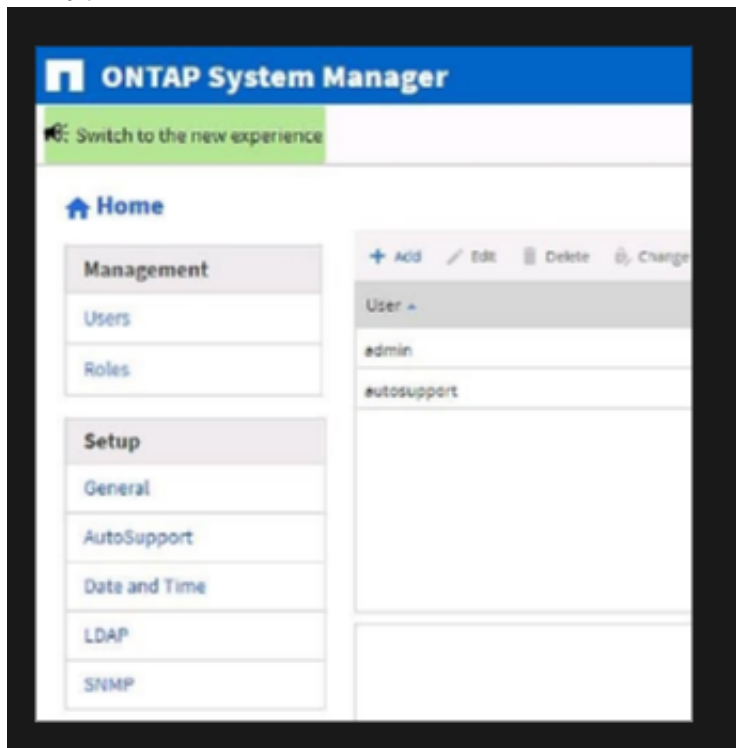 ONTAP System Manager
Switch to the new experience
Home
Management
Users
Roles
Setup
General
AutoSupport
Date and Time
LDAP
SNMP
+ Add Edit Delete Change
User
admin
autosupport